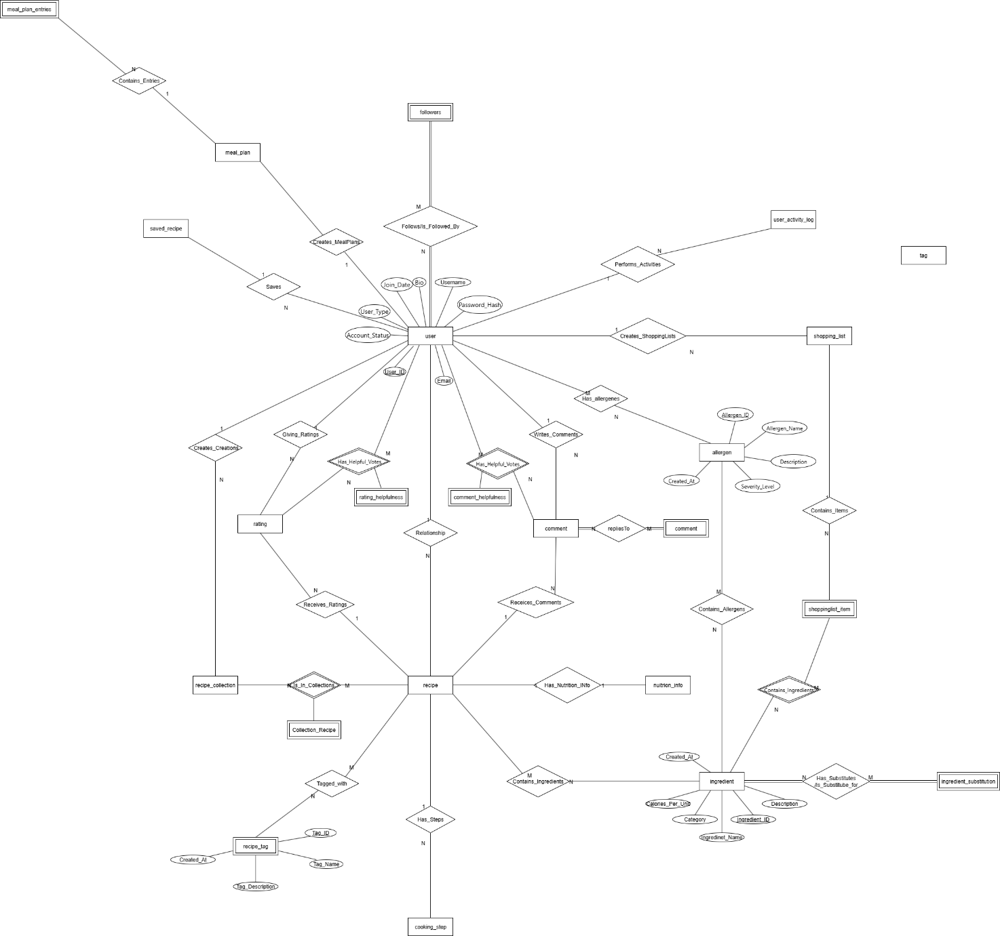 meal_plan_entries
N
Contains_Entries
1
followers
meal_plan
M
Follows/Is_Followed_By
N
saved_recipe
Creates_MealPlans
1
user_activity_log
N
Performs_Activities
1
tag
1
Saves
N
Join_Date
Bio
Username
Password_Hash
User_Type
Account_Status
user
1
Creates_ShoppingLists
N
shopping_list
User_ID
Email
M
Has_allergenes
N
Allergen_ID
Allergen_Name
allergen
Description
Created_At
Severity_Level
1
Creates_Creations
N
1
Giving_Ratings
N
M
Has_Helpful_Votes
N
rating_helpfulness
M
Has_Helpful_Votes
N
comment_helpfulness
1
Writes_Comments
N
1
Contains_Items
N
rating
1
Relationship
N
comment
N
repliesTo
M
comment
N
Receives_Ratings
1
N
Receices_Comments
1
M
Contains_Allergens
N
shoppinglist_item
recipe_collection
N
Is_In_Collections
M
recipe
1
Has_Nutrition_INfo
1
nuitrion_info
Contains_Ingredients
M
N
Collection_Recipe
M
Tagged_with
N
M
Contains_Ingredients
N
Created_At
ingredient
N
Has_Substitutes
/Is_Substitube_for
M
ingredient_substitution
Calories_Per_Unit
Category
Ingredinet_Name
Ingredient_ID
Description
1
Has_Steps
N
recipe_tag
Tag_ID
Created_At
Tag_Name
Tag_Description
cooking_step